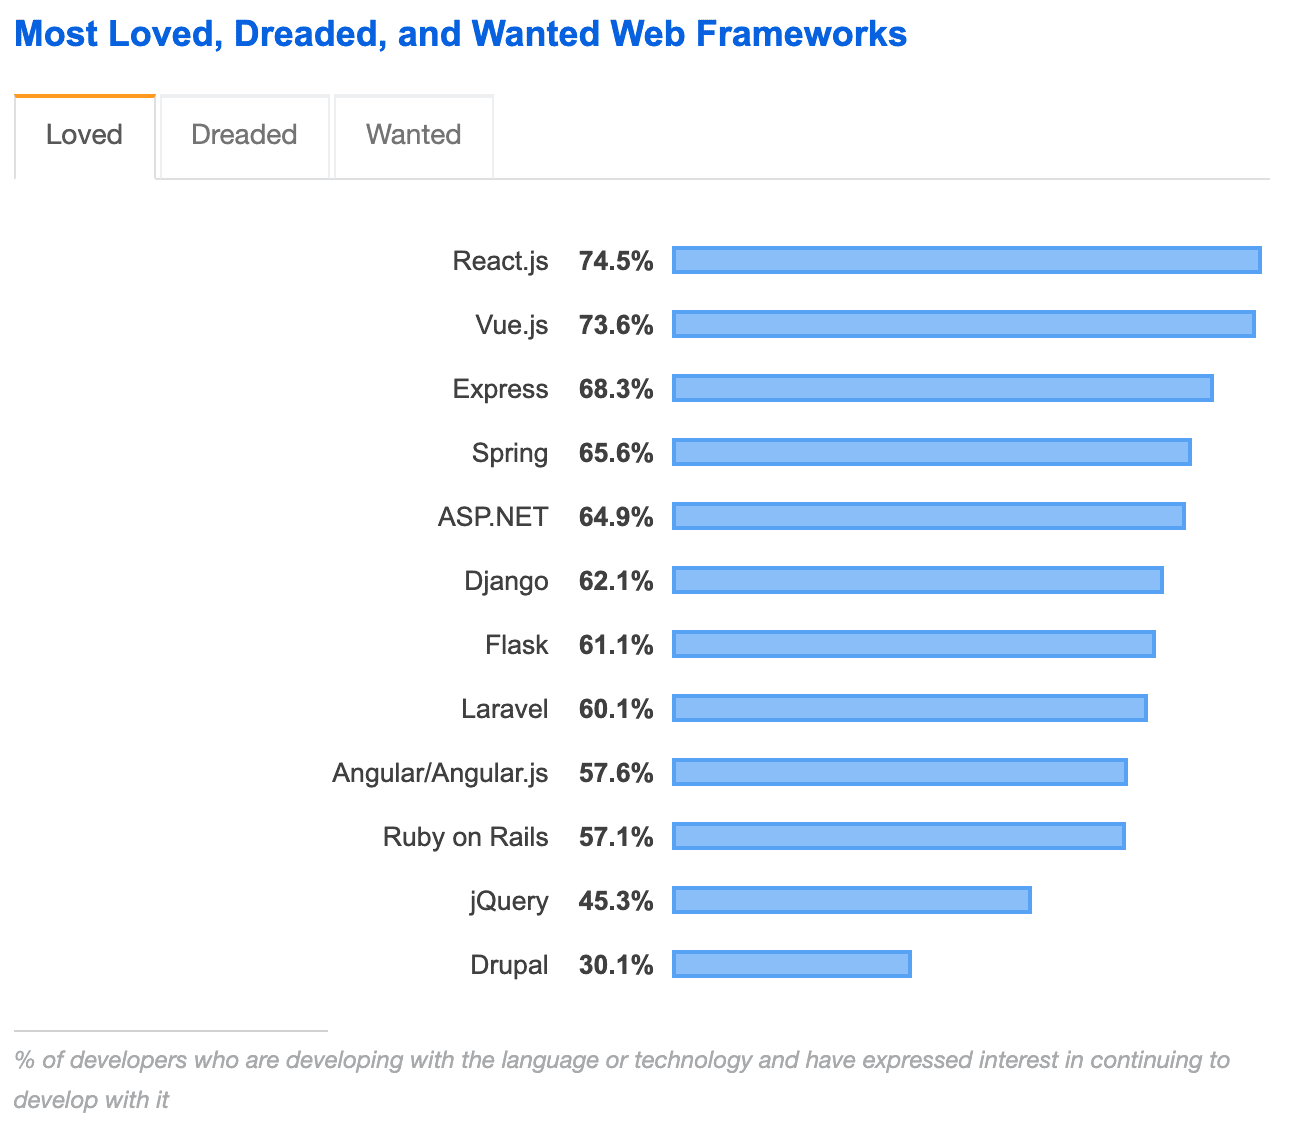 Most Loved, Dreaded, and Wanted Web Frameworks
Loved Dreaded Wanted
React.js 74.5%
Vue.js 73.6%
Express 68.3%
Spring 65.6%
ASP.NET 64.9%
Django 62.1%
Flask 61.1%
Laravel 60.1%
Angular/Angular.js 57.6%
Ruby on Rails 57.1%
jQuery 45.3%
Drupal 30.1%
% of developers who are developing with the language or technology and have expressed interest in continuing to
develop with it